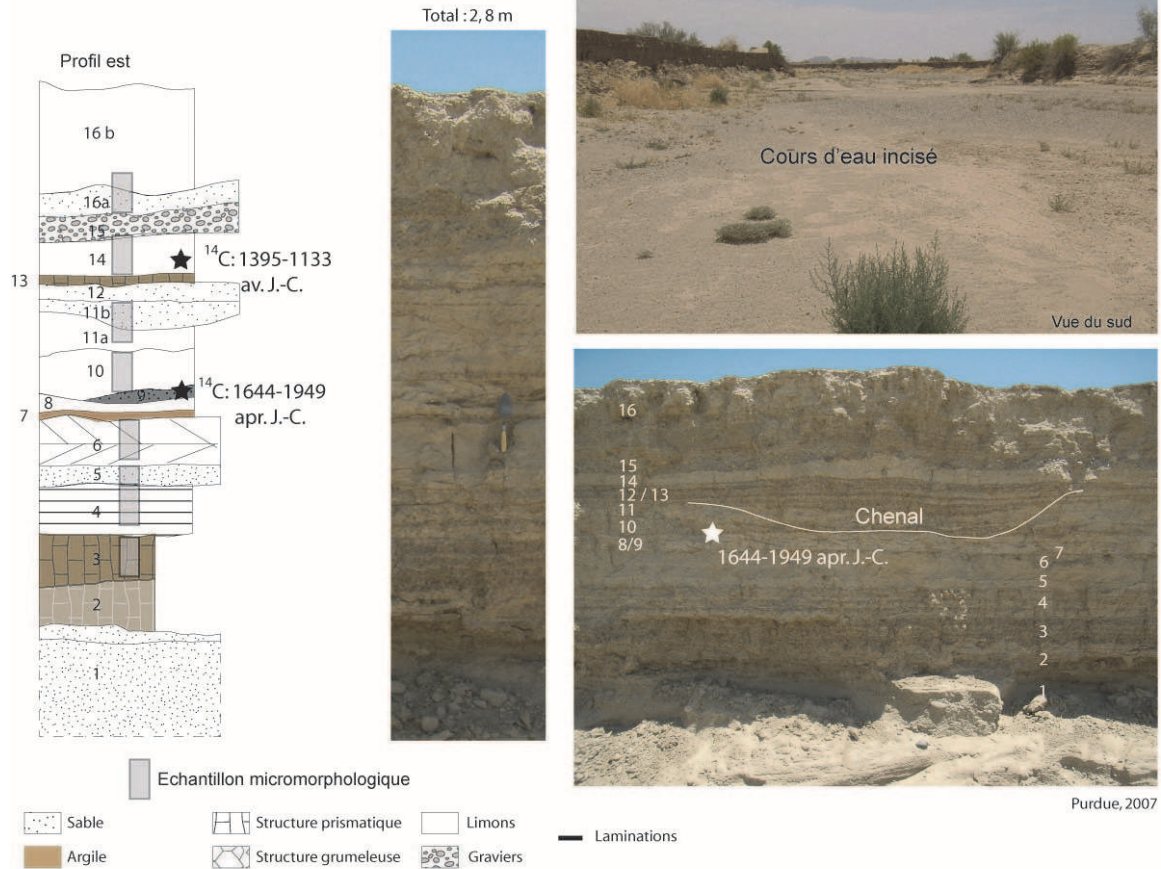 Total : 2, 8 m
Profil est
16 b
16a
15
14
13
12
11b
11a
10
9
8
7
6
5
4
3
2
1
14C: 1395-1133
av. J.-C.
14C: 1644-1949
apr. J.-C.
Echantillon micromorphologique
Sable
Structure prismatique
Limons
Laminations
Argile
Structure grumeleuse
Graviers
Cours d'eau incisé
Vue du sud
16
15
14
12 / 13
11
10
8/9
Chenal
1644-1949 apr. J.-C.
7
6
5
4
3
2
1
Purdue, 2007